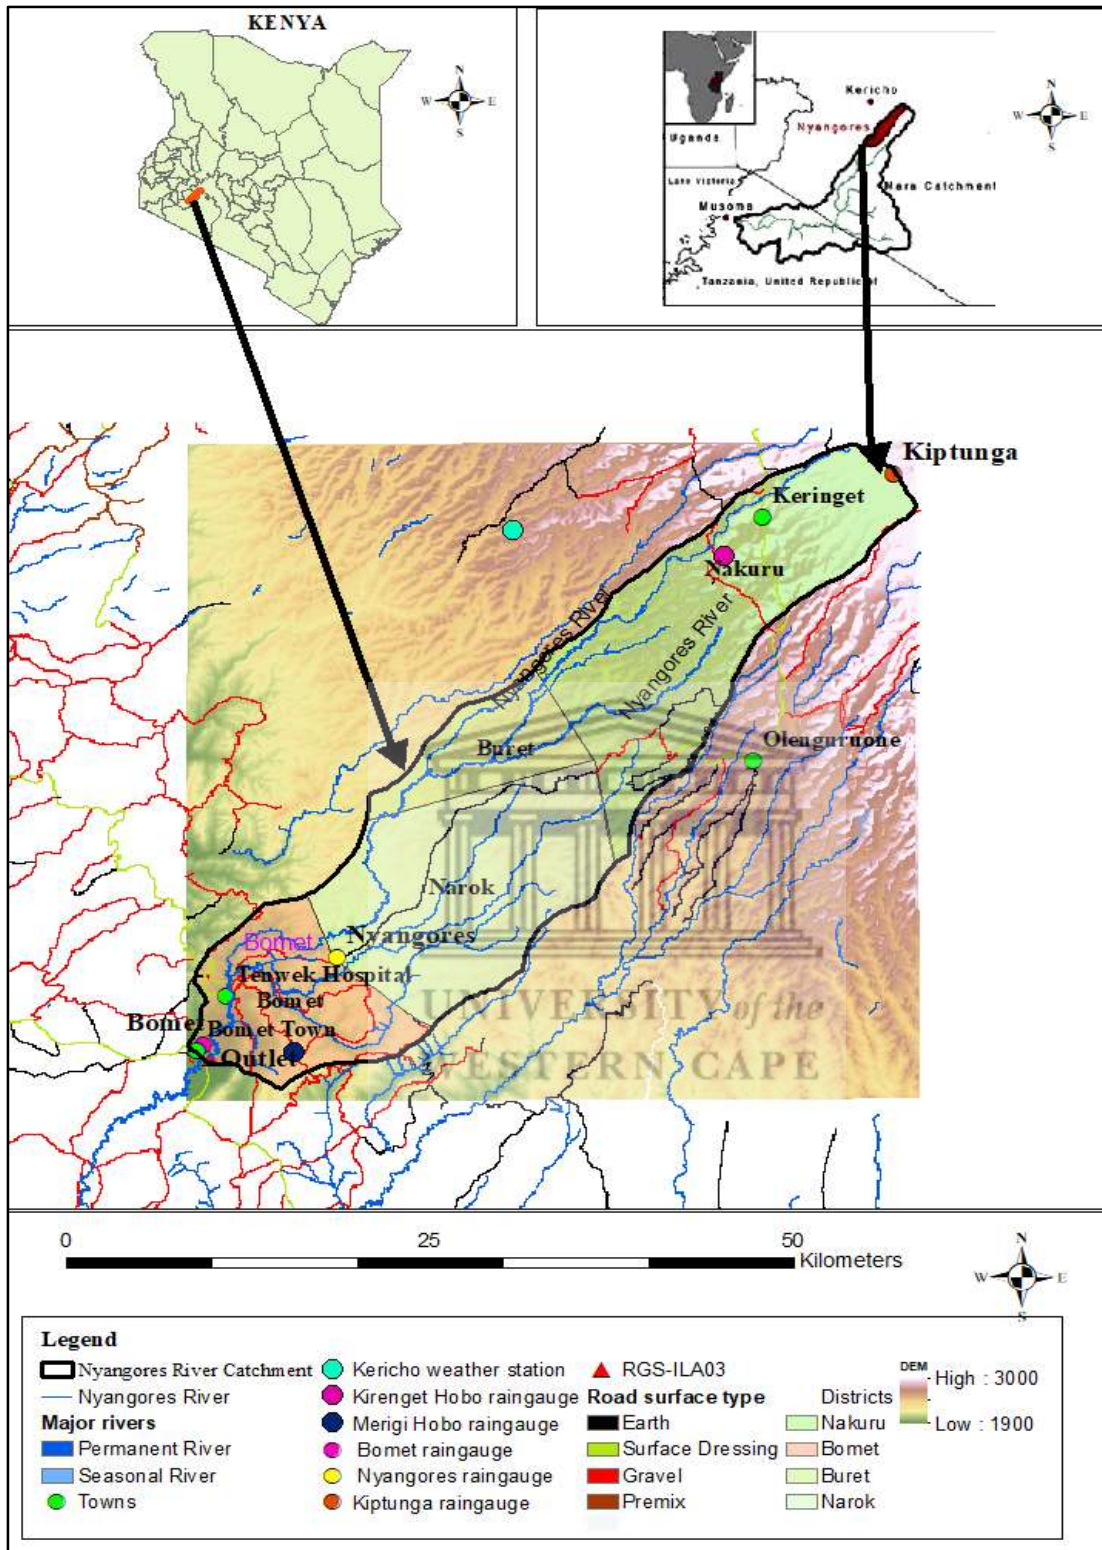 KENYA
N
W E
S
N
W E
S
Kericho
Nyangores
Uganda
Lake Victoria
Mara Catchment
Musoma
Tanzania, United Republic of
Kiptunga
Keringet
Nakuru
Nyangores River
Nyangores River
Olenguruone
Buret
Narok
Bomet
Nyangores
Tenwek Hospital
Bomet
Bomet
Bomet Town
Outlet
UNIVERSITY of the
WESTERN CAPE
0 25 50
Kilometers
N
W E
S
Legend
Nyangores River Catchment
Nyangores River
Major rivers
Permanent River
Seasonal River
Towns
Kericho weather station
Kirenget Hobo raingauge
Merigi Hobo raingauge
Bomet raingauge
Nyangores raingauge
Kiptunga raingauge
RGS-ILA03
Road surface type
Earth
Surface Dressing
Gravel
Premix
Districts
Nakuru
Bomet
Buret
Narok
DEM
High : 3000
Low : 1900